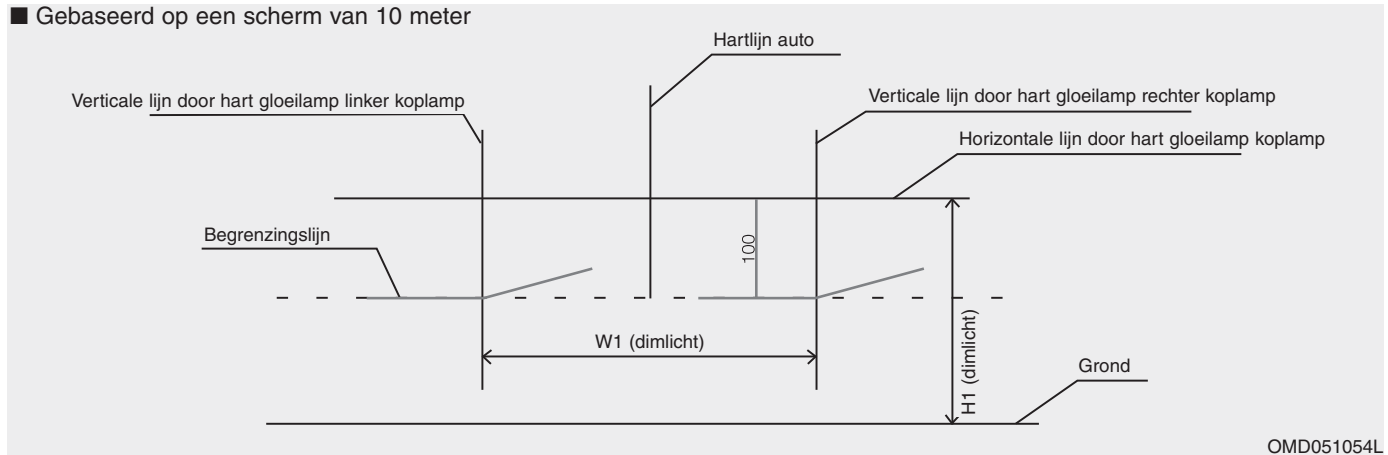 ■ Gebaseerd op een scherm van 10 meter
Hartlijn auto
Verticale lijn door hart gloeilamp linker koplamp
Verticale lijn door hart gloeilamp rechter koplamp
Horizontale lijn door hart gloeilamp koplamp
Begrenzingslijn
100
W1 (dimlicht)
H1 (dimlicht)
Grond
OMD051054L